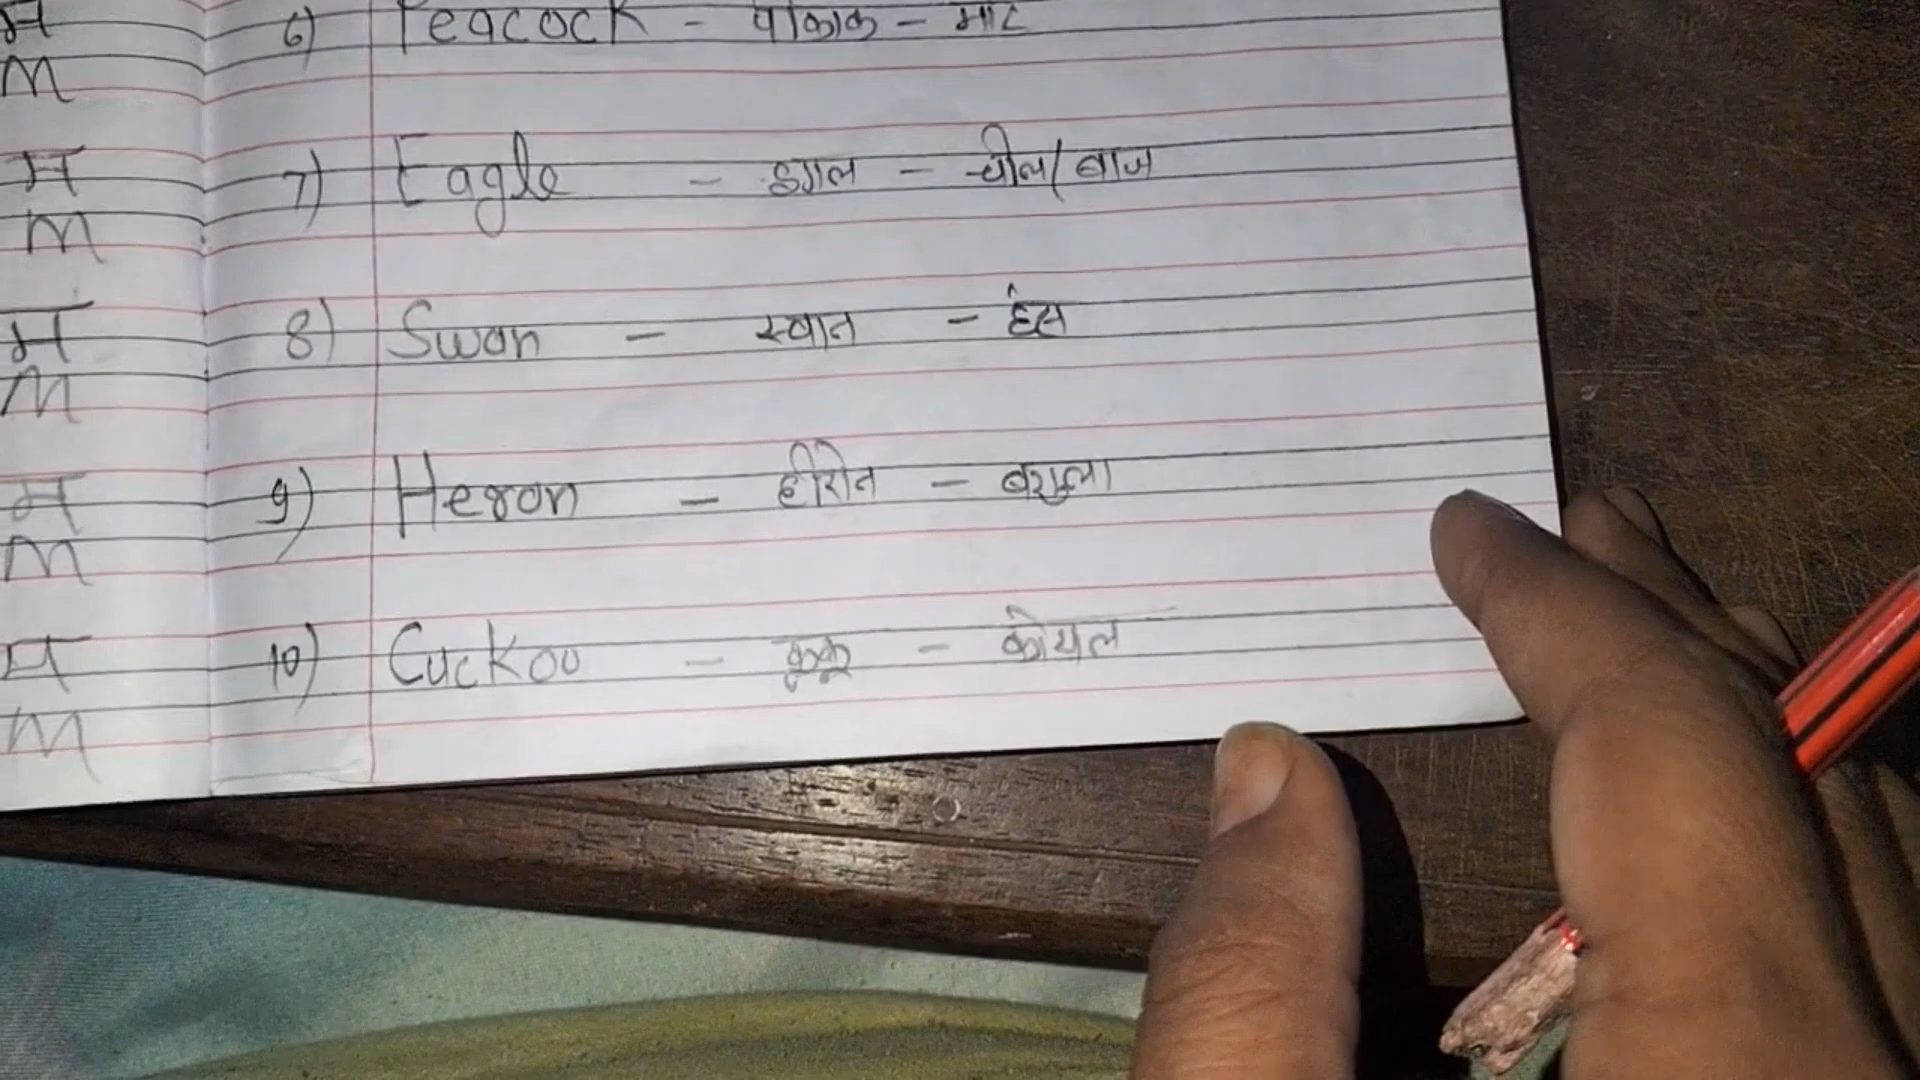 म
M
म
M
म
M
म
M
म
M
6) Peacock - पीकाक - मोर
7) Eagle - इगल - चील/बाज
8) Swan - स्वान - हंस
9) Heron - हीरोन - बगुला
10) Cuckoo - कुकू - कोयल